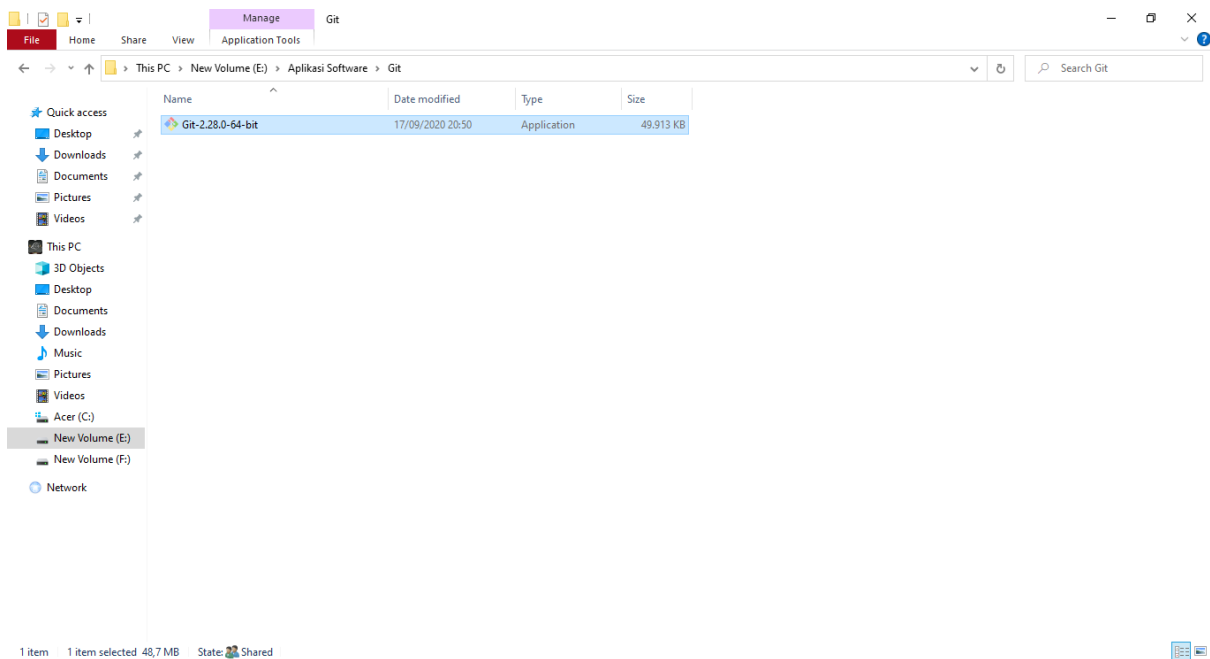 Manage
Git
File
Home
Share
View
Application Tools
This PC > New Volume (E:) > Aplikasi Software > Git
Search Git
Name
Date modified
Type
Size
Git-2.28.0-64-bit
17/09/2020 20:50
Application
49.913 KB
Quick access
Desktop
Downloads
Documents
Pictures
Videos
This PC
3D Objects
Desktop
Documents
Downloads
Music
Pictures
Videos
Acer (C:)
New Volume (E:)
New Volume (F:)
Network
1 item
1 item selected 48,7 MB
State: Shared